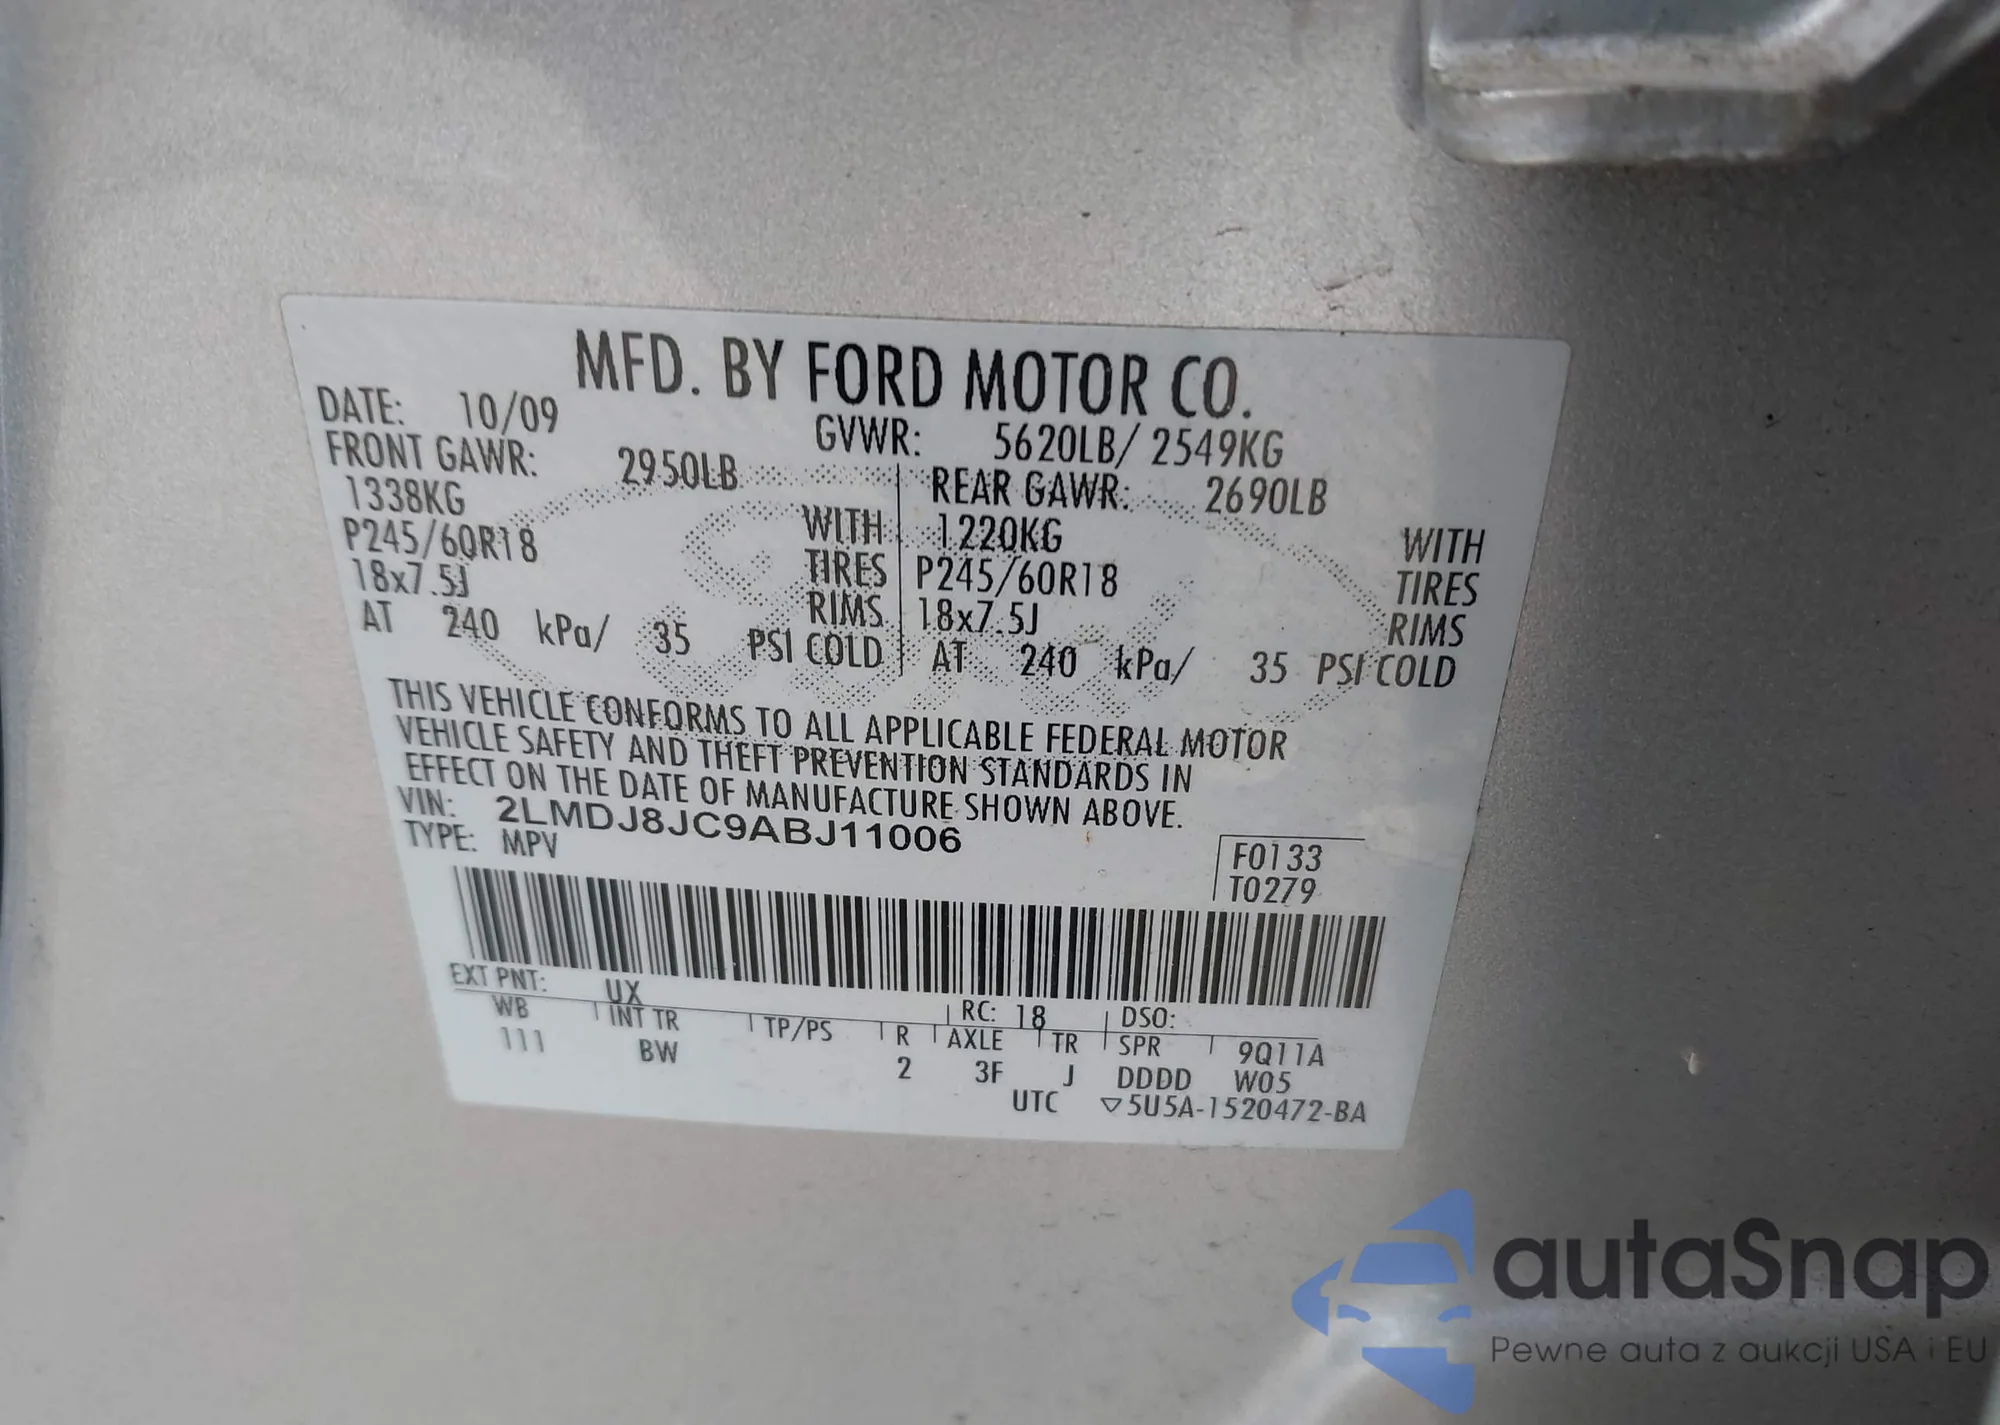 MFD. BY FORD MOTOR CO.
DATE: 10/09 GVWR: 5620LB/ 2549KG
FRONT GAWR: 2950LB REAR GAWR: 2690LB
1338KG WITH 1220KG WITH
P245/60R18 TIRES P245/60R18 TIRES
18x7.5J RIMS 18x7.5J RIMS
AT 240 kPa/ 35 PSI COLD AT 240 kPa/ 35 PSI COLD
THIS VEHICLE CONFORMS TO ALL APPLICABLE FEDERAL MOTOR
VEHICLE SAFETY AND THEFT PREVENTION STANDARDS IN
EFFECT ON THE DATE OF MANUFACTURE SHOWN ABOVE.
VIN: 2LMDJ8JC9ABJ11006
TYPE: MPV
F0133
T0279
EXT PNT: UX RC: 18 DSO:
WB INT TR TP/PS R AXLE TR SPR 9Q11A
111 BW 2 3F J DDDD W05
UTC ▽5U5A-1520472-BA
autaSnap
Pewne auta z aukcji USA i EU